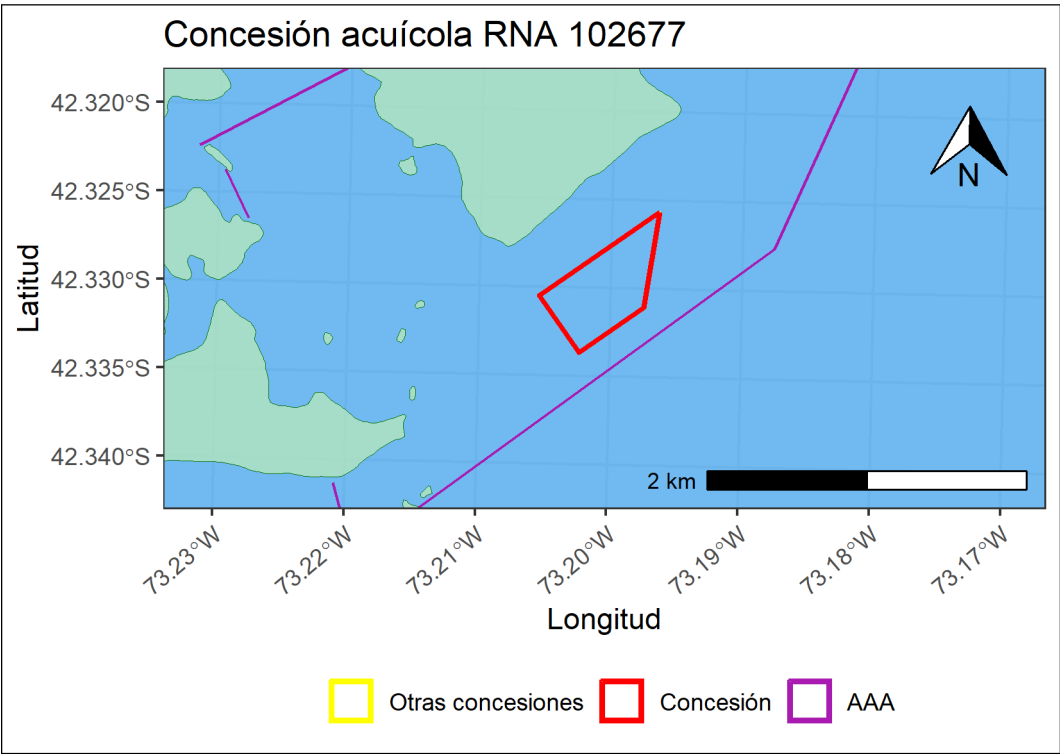 Concesión acuícola RNA 102677
42.320°S
42.325°S
42.330°S
42.335°S
42.340°S
Latitud
N
2 km
73.23°W
73.22°W
73.21°W
73.20°W
73.19°W
73.18°W
73.17°W
Longitud
Otras concesiones
Concesión
AAA